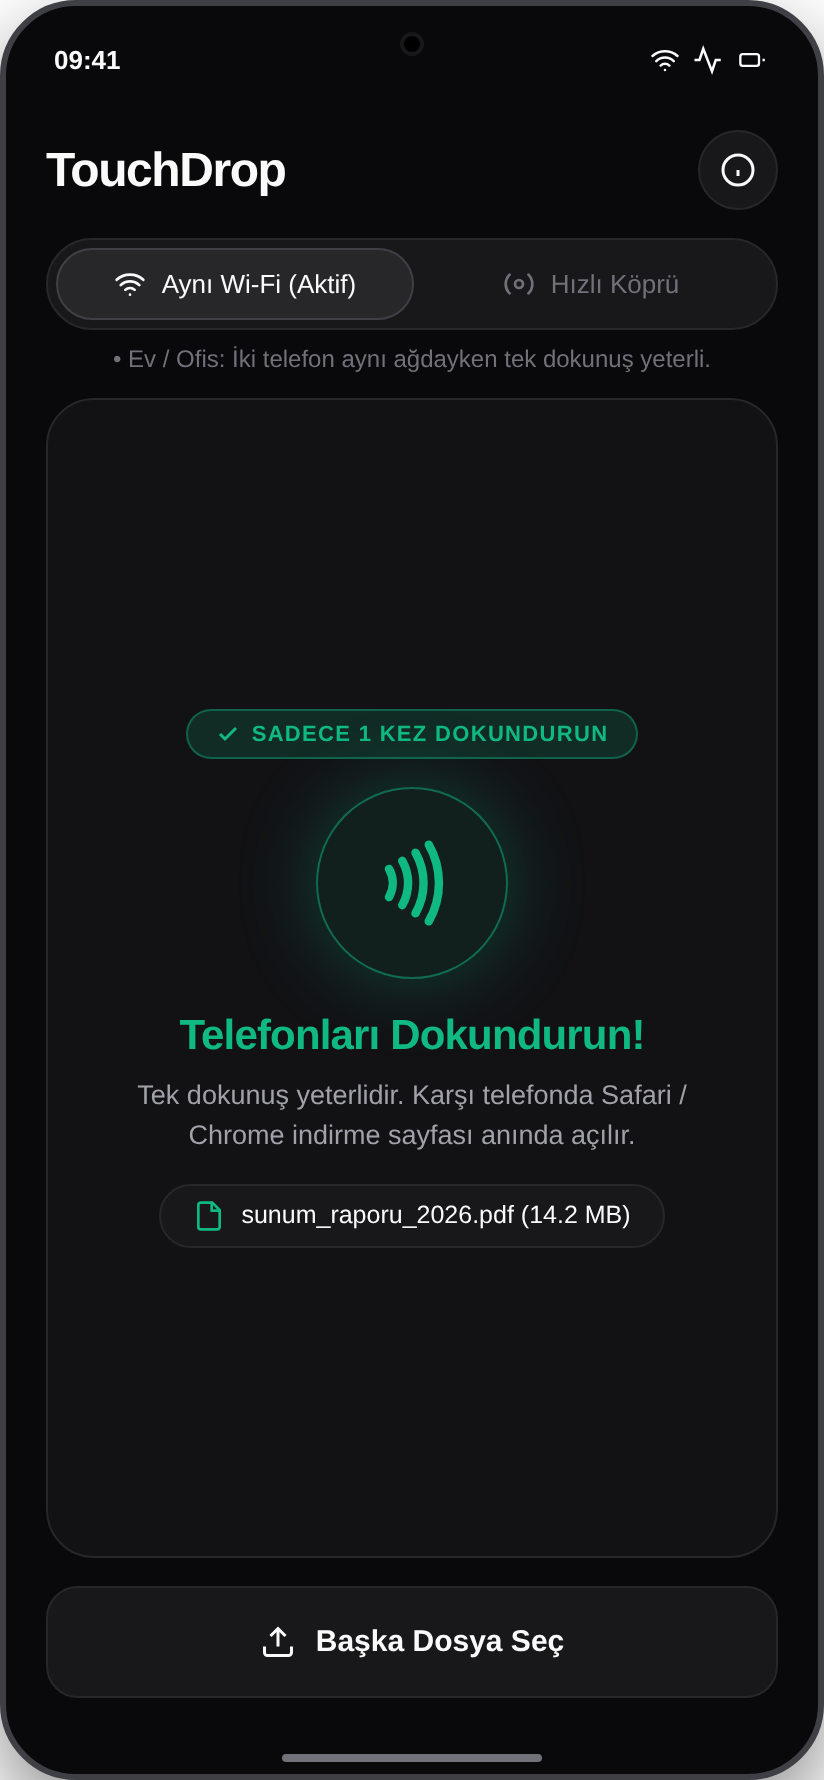 09:41
TouchDrop
Aynı Wi-Fi (Aktif)
Hızlı Köprü
• Ev / Ofis: İki telefon aynı ağdayken tek dokunuş yeterli.
SADECE 1 KEZ DOKUNDURUN
Telefonları Dokundurun!
Tek dokunuş yeterlidir. Karşı telefonda Safari /
Chrome indirme sayfası anında açılır.
sunum_raporu_2026.pdf (14.2 MB)
Başka Dosya Seç